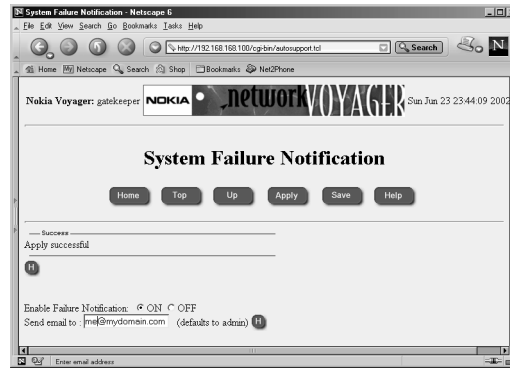 System Failure Notification - Netscape 6
File Edit View Search Go Bookmarks Tasks Help
http://192.168.168.100/cgi-bin/autosupport.tcl Search N
Home My Netscape Search Shop Bookmarks Net2Phone
Nokia Voyager: gatekeeper NOKIA network VOYAGER Sun Jun 23 23:44:09 2002
System Failure Notification
Home Top Up Apply Save Help
Success
Apply successful
H
Enable Failure Notification: ON OFF
Send email to : me@mydomain.com (defaults to admin) H
Enter email address